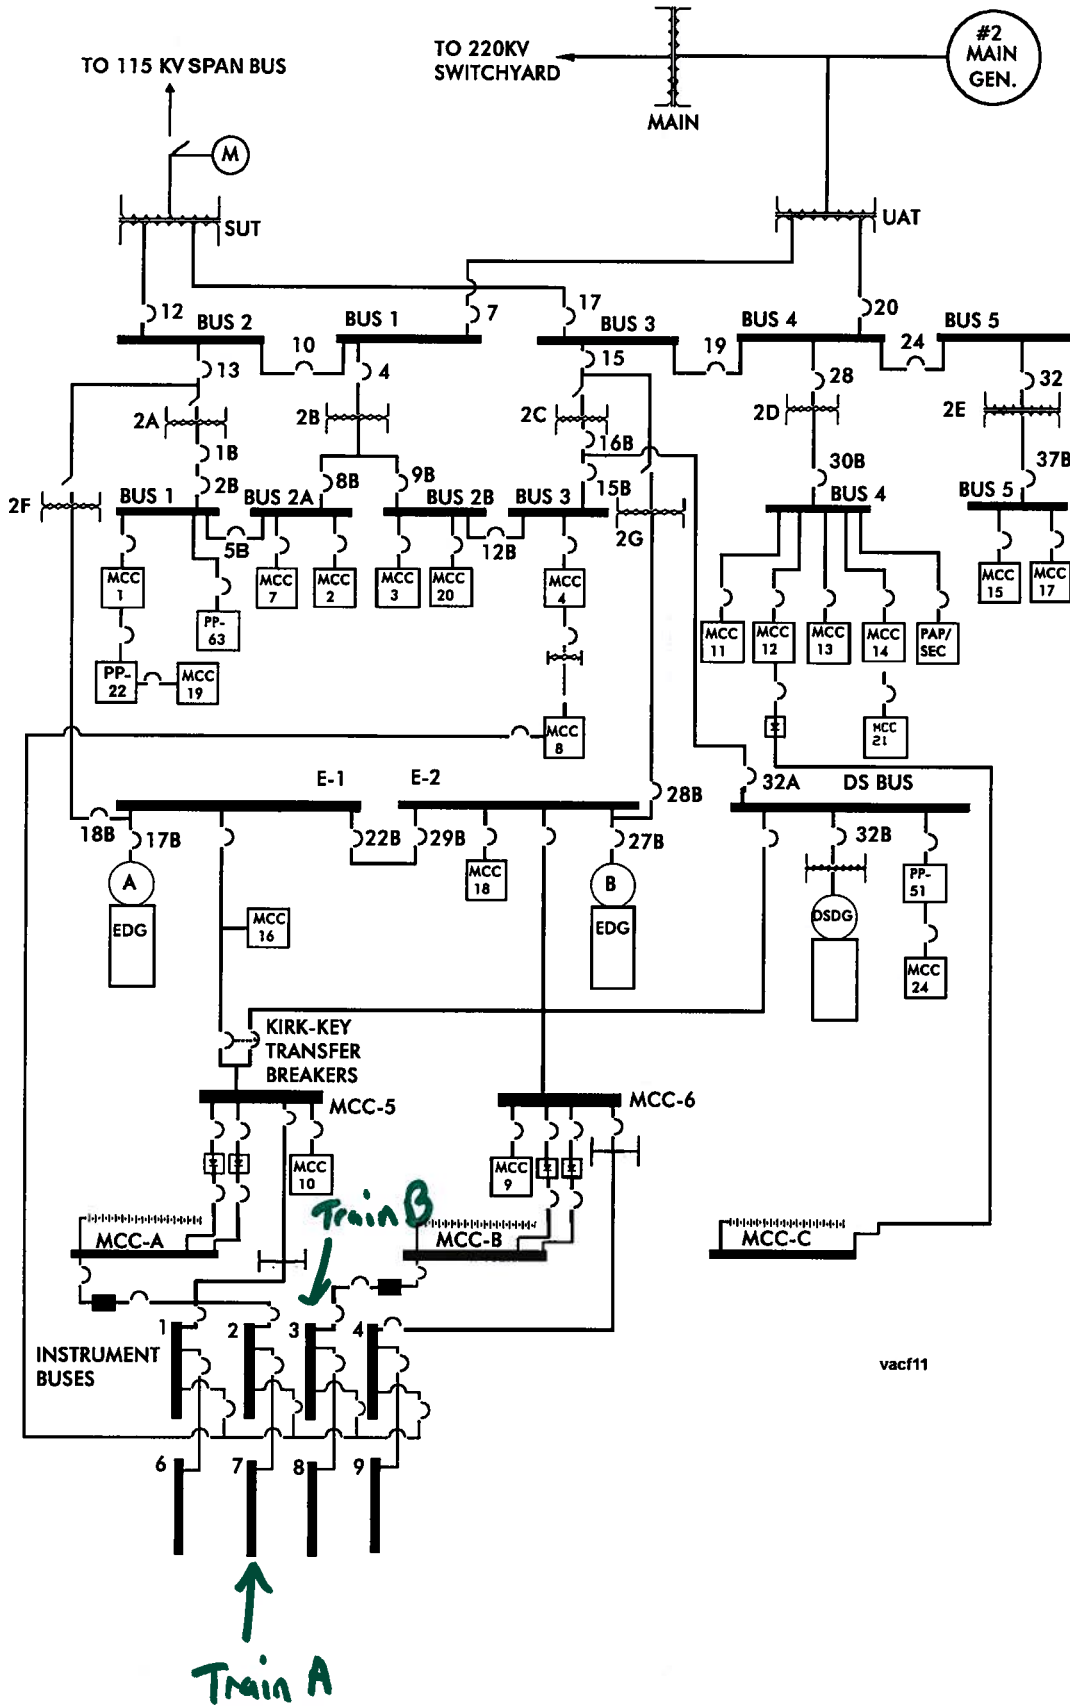 TO 115 KV SPAN BUS
TO 220KV
SWITCHYARD
MAIN
#2
MAIN
GEN.
M
SUT
UAT
12
7
17
20
BUS 2
10
BUS 1
BUS 3
19
BUS 4
24
BUS 5
13
4
15
28
32
2A
2B
2C
2D
2E
1B
16B
2B
8B
9B
15B
30B
37B
2F
BUS 1
BUS 2A
BUS 2B
BUS 3
2G
BUS 4
BUS 5
5B
12B
MCC
1
MCC
7
MCC
2
MCC
3
MCC
20
MCC
4
MCC
15
MCC
17
PP-
63
MCC
11
MCC
12
MCC
13
MCC
14
PAP/
SEC
PP-
22
MCC
19
MCC
8
MCC
21
E-1
E-2
28B
32A
DS BUS
18B
17B
22B
29B
27B
32B
A
EDG
MCC
18
B
EDG
DSDG
PP-
51
MCC
16
MCC
24
KIRK-KEY
TRANSFER
BREAKERS
MCC-5
MCC-6
MCC
10
MCC
9
Train B
MCC-A
MCC-B
MCC-C
1
2
3
4
INSTRUMENT
BUSES
vacf11
6
7
8
9
Train A